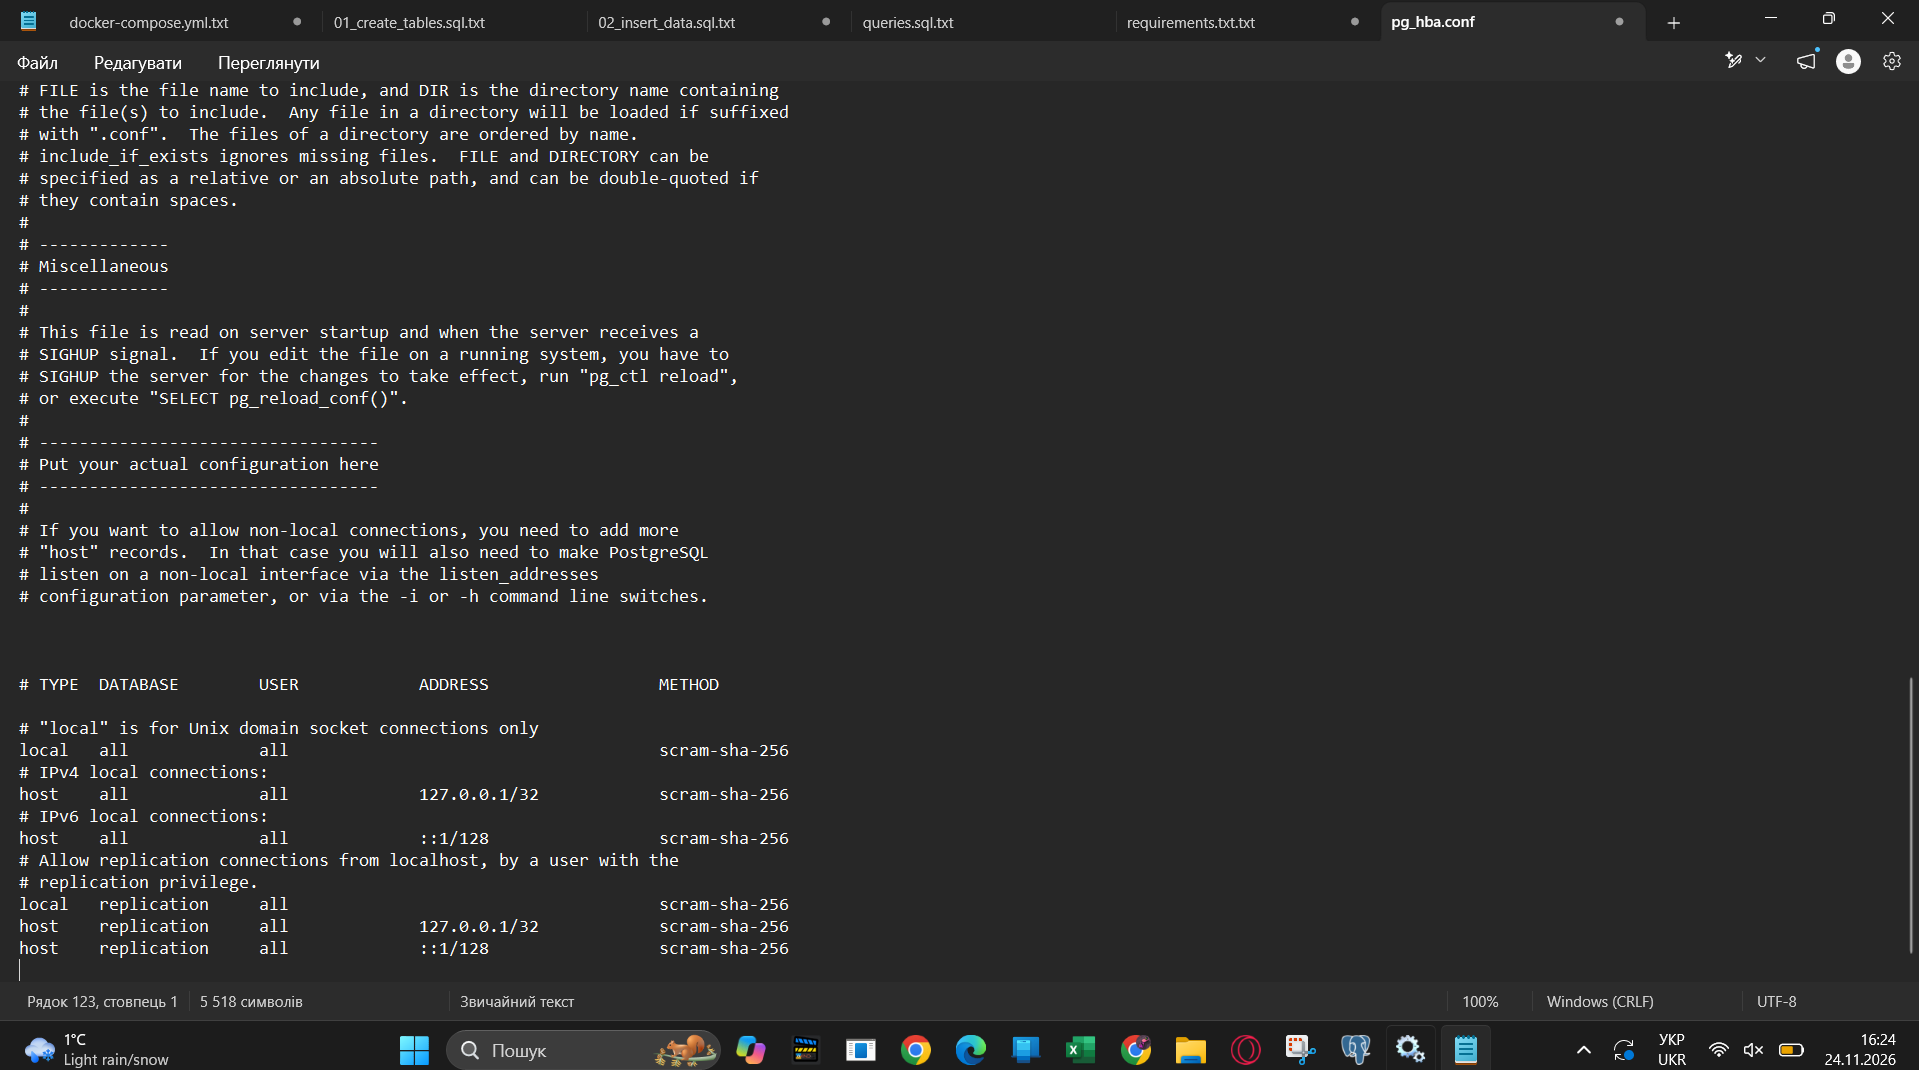 docker-compose.yml.txt
01_create_tables.sql.txt
02_insert_data.sql.txt
queries.sql.txt
requirements.txt.txt
pg_hba.conf
Файл
Редагувати
Переглянути
# FILE is the file name to include, and DIR is the directory name containing
# the file(s) to include.  Any file in a directory will be loaded if suffixed
# with ".conf".  The files of a directory are ordered by name.
# include_if_exists ignores missing files.  FILE and DIRECTORY can be
# specified as a relative or an absolute path, and can be double-quoted if
# they contain spaces.
#
# -------------
# Miscellaneous
# -------------
#
# This file is read on server startup and when the server receives a
# SIGHUP signal.  If you edit the file on a running system, you have to
# SIGHUP the server for the changes to take effect, run "pg_ctl reload",
# or execute "SELECT pg_reload_conf()".
#
# ----------------------------------
# Put your actual configuration here
# ----------------------------------
#
# If you want to allow non-local connections, you need to add more
# "host" records.  In that case you will also need to make PostgreSQL
# listen on a non-local interface via the listen_addresses
# configuration parameter, or via the -i or -h command line switches.
# TYPE  DATABASE        USER            ADDRESS                 METHOD
# "local" is for Unix domain socket connections only
local   all             all                                     scram-sha-256
# IPv4 local connections:
host    all             all             127.0.0.1/32            scram-sha-256
# IPv6 local connections:
host    all             all             ::1/128                 scram-sha-256
# Allow replication connections from localhost, by a user with the
# replication privilege.
local   replication     all                                     scram-sha-256
host    replication     all             127.0.0.1/32            scram-sha-256
host    replication     all             ::1/128                 scram-sha-256
Рядок 123, стовпець 1
5 518 символів
Звичайний текст
100%
Windows (CRLF)
UTF-8
1°C
Light rain/snow
Пошук
УКР
UKR
16:24
24.11.2026